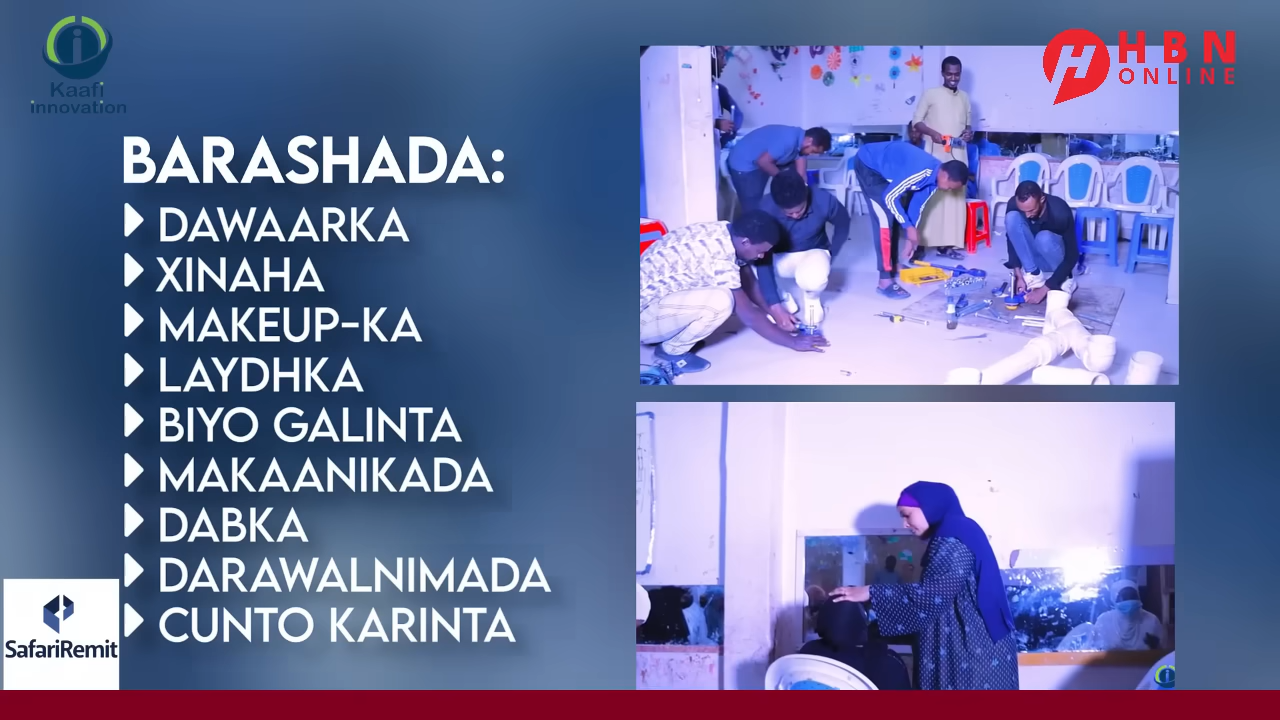 Kaafi
innovation
HBN
ONLINE
BARASHADA:
DAWAARKA
XINAHA
MAKEUP-KA
LAYDHKA
BIYO GALINTA
MAKAANIKADA
DABKA
DARAWALNIMADA
CUNTO KARINTA
SafariRemit